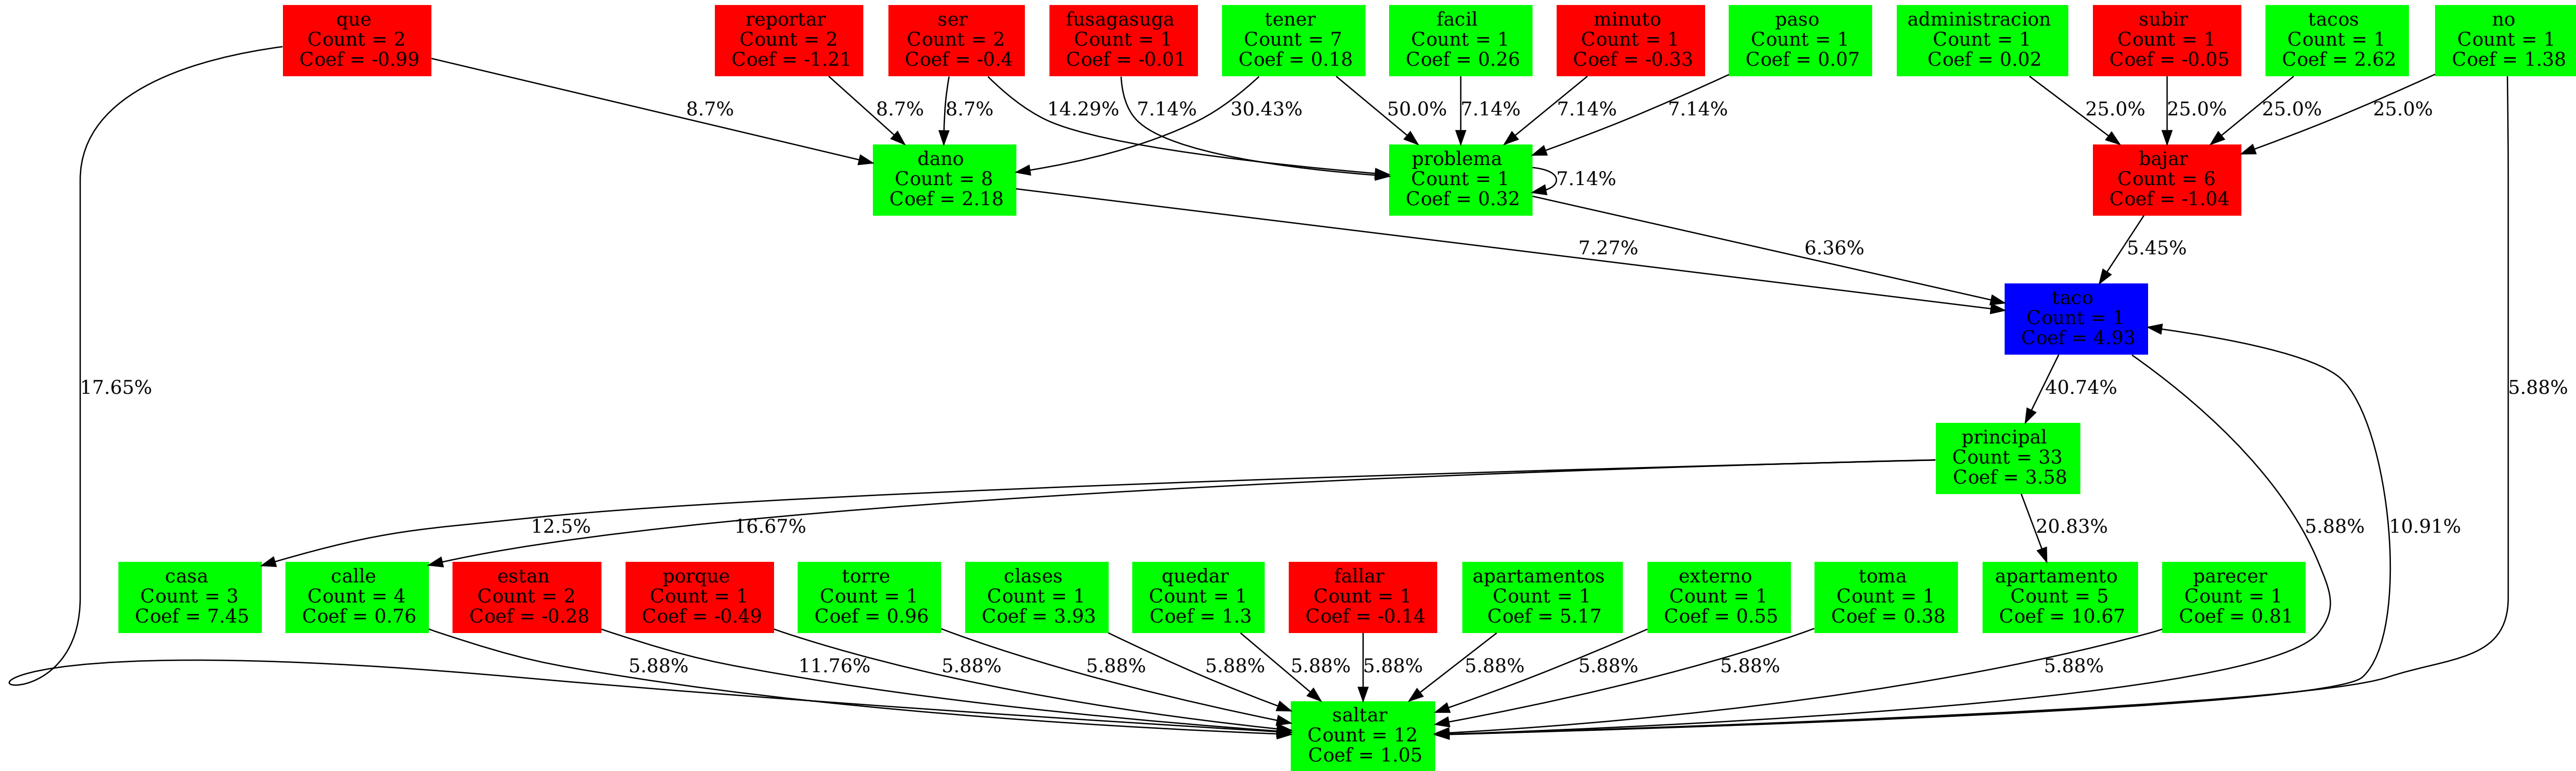 que
Count = 2
Coef = -0.99
reportar
Count = 2
Coef = -1.21
ser
Count = 2
Coef = -0.4
fusagasuga
Count = 1
Coef = -0.01
tener
Count = 7
Coef = 0.18
facil
Count = 1
Coef = 0.26
minuto
Count = 1
Coef = -0.33
paso
Count = 1
Coef = 0.07
administracion
Count = 1
Coef = 0.02
subir
Count = 1
Coef = -0.05
tacos
Count = 1
Coef = 2.62
no
Count = 1
Coef = 1.38
8.7%
8.7%
8.7%
14.29%
7.14%
30.43%
50.0%
7.14%
7.14%
7.14%
25.0%
25.0%
25.0%
25.0%
dano
Count = 8
Coef = 2.18
problema
Count = 1
Coef = 0.32
7.14%
bajar
Count = 6
Coef = -1.04
7.27%
6.36%
5.45%
taco
Count = 1
Coef = 4.93
17.65%
40.74%
5.88%
principal
Count = 33
Coef = 3.58
12.5%
16.67%
20.83%
5.88%
10.91%
casa
Count = 3
Coef = 7.45
calle
Count = 4
Coef = 0.76
estan
Count = 2
Coef = -0.28
porque
Count = 1
Coef = -0.49
torre
Count = 1
Coef = 0.96
clases
Count = 1
Coef = 3.93
quedar
Count = 1
Coef = 1.3
fallar
Count = 1
Coef = -0.14
apartamentos
Count = 1
Coef = 5.17
externo
Count = 1
Coef = 0.55
toma
Count = 1
Coef = 0.38
apartamento
Count = 5
Coef = 10.67
parecer
Count = 1
Coef = 0.81
5.88%
11.76%
5.88%
5.88%
5.88%
5.88%
5.88%
5.88%
5.88%
5.88%
5.88%
saltar
Count = 12
Coef = 1.05